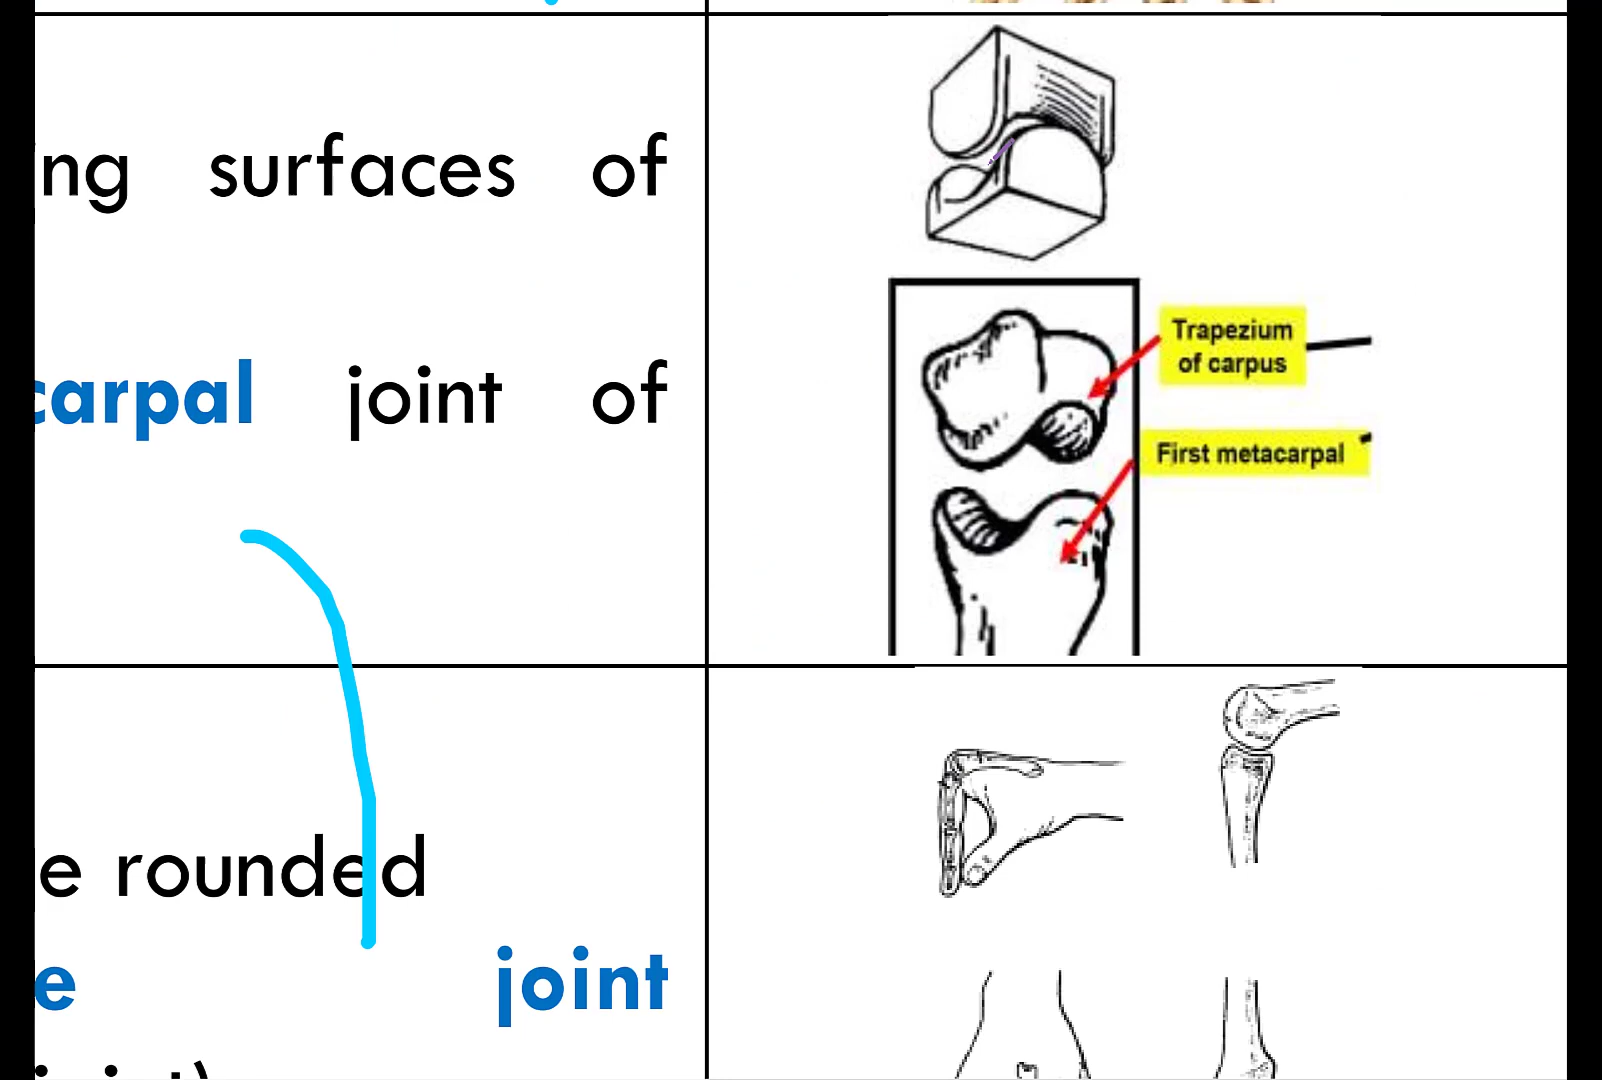 ng surfaces of
carpal joint of
e rounded
e joint
Trapezium
of carpus
First metacarpal